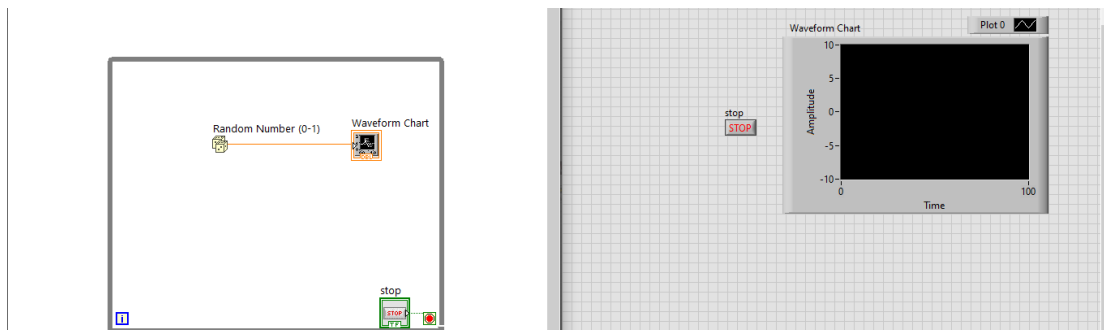 Random Number (0-1)
Waveform Chart
stop
STOP
TF
i
Waveform Chart
Plot 0
10
5
0
-5
-10
Amplitude
0
100
Time
stop
STOP